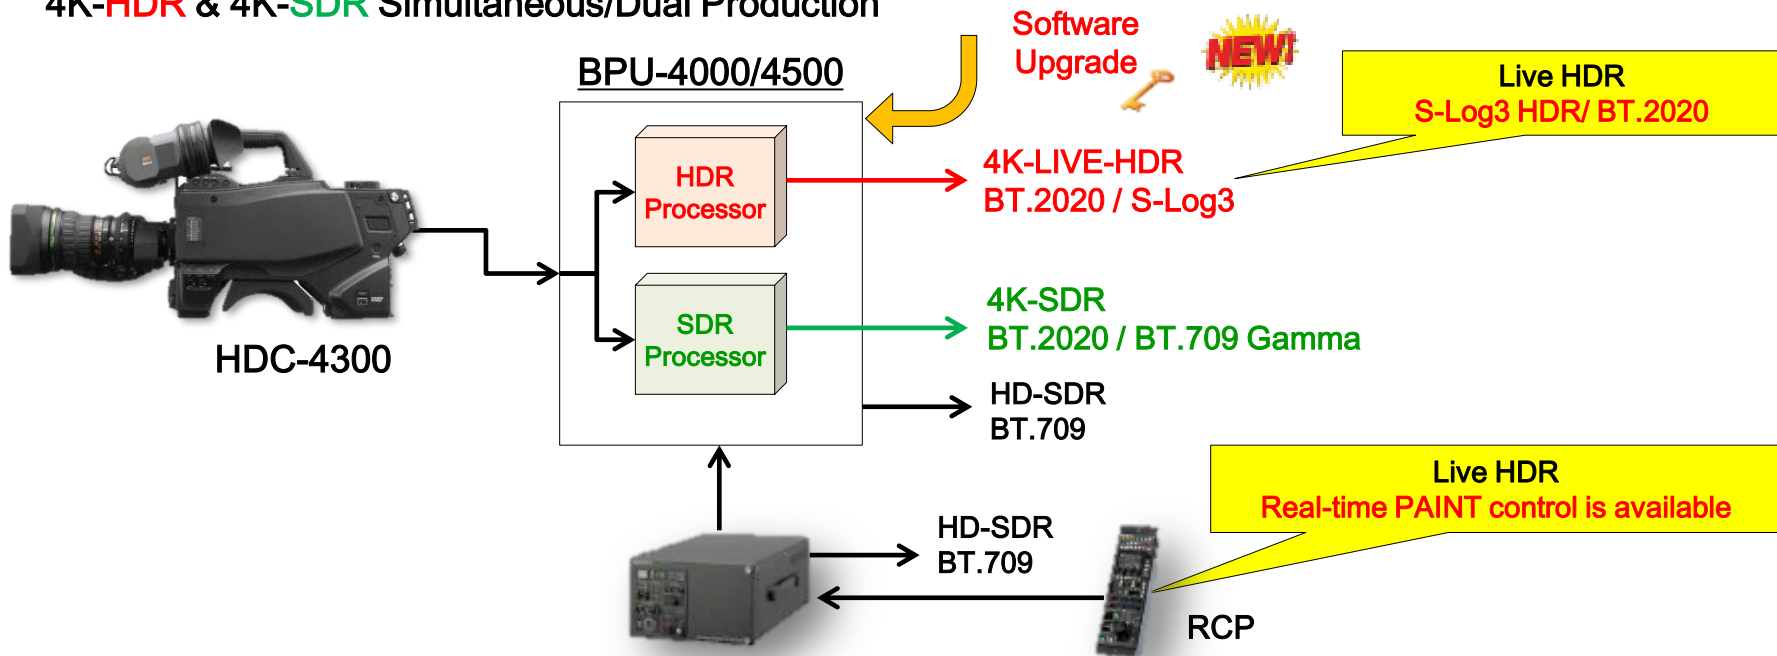 4K-HDR & 4K-SDR Simultaneous/Dual Production
Software
Upgrade
NEW!
BPU-4000/4500
Live HDR
S-Log3 HDR/ BT.2020
HDR
Processor
4K-LIVE-HDR
BT.2020 / S-Log3
SDR
Processor
4K-SDR
BT.2020 / BT.709 Gamma
HDC-4300
HD-SDR
BT.709
Live HDR
Real-time PAINT control is available
HD-SDR
BT.709
RCP